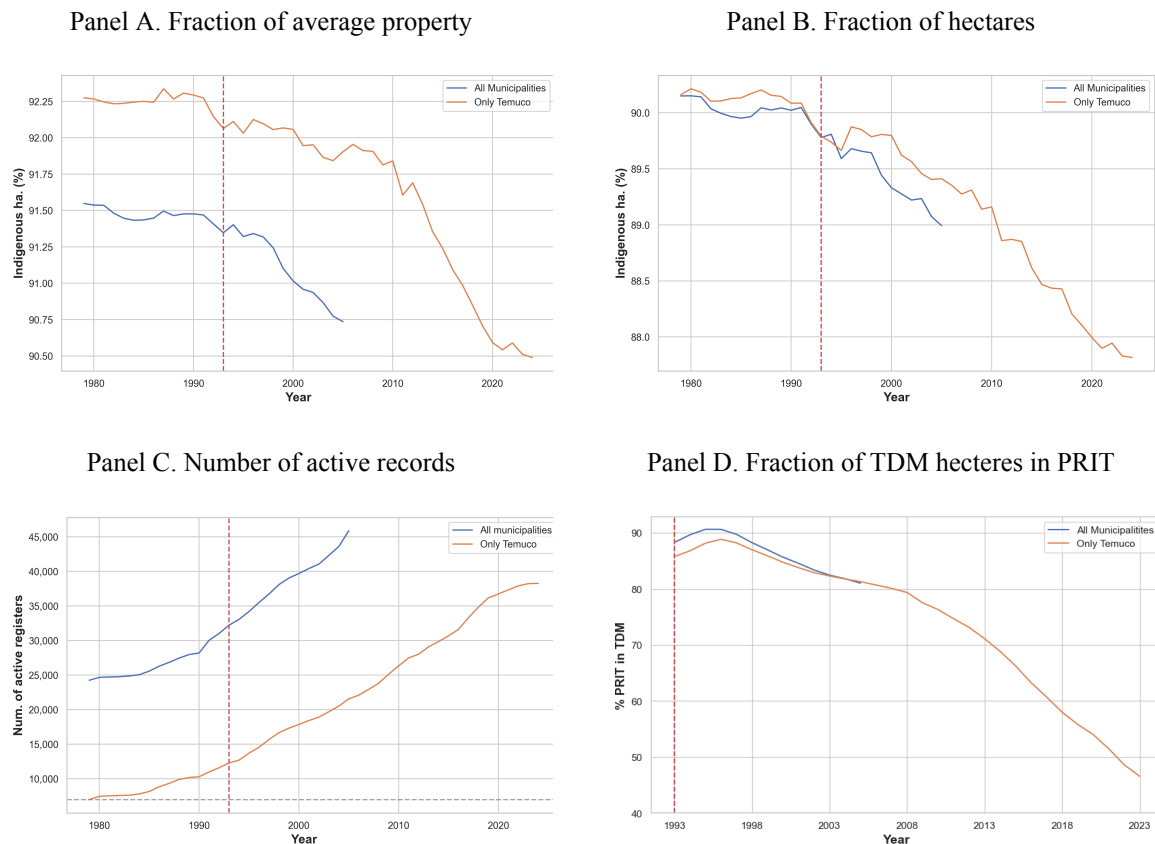 Panel A. Fraction of average property
Panel B. Fraction of hectares
All Municipalities
Only Temuco
92.25
92.00
91.75
91.50
91.25
91.00
90.75
90.50
Indigenous ha. (%)
1980
1990
2000
2010
2020
Year
All Municipalities
Only Temuco
90.0
89.5
89.0
88.5
88.0
Indigenous ha. (%)
1980
1990
2000
2010
2020
Year
Panel C. Number of active records
Panel D. Fraction of TDM hecteres in PRIT
All municipalities
Only Temuco
45,000
40,000
35,000
30,000
25,000
20,000
15,000
10,000
Num. of active registers
1980
1990
2000
2010
2020
Year
All Municipalitites
Only Temuco
90
80
70
60
50
40
% PRIT in TDM
1993
1998
2003
2008
2013
2018
2023
Year